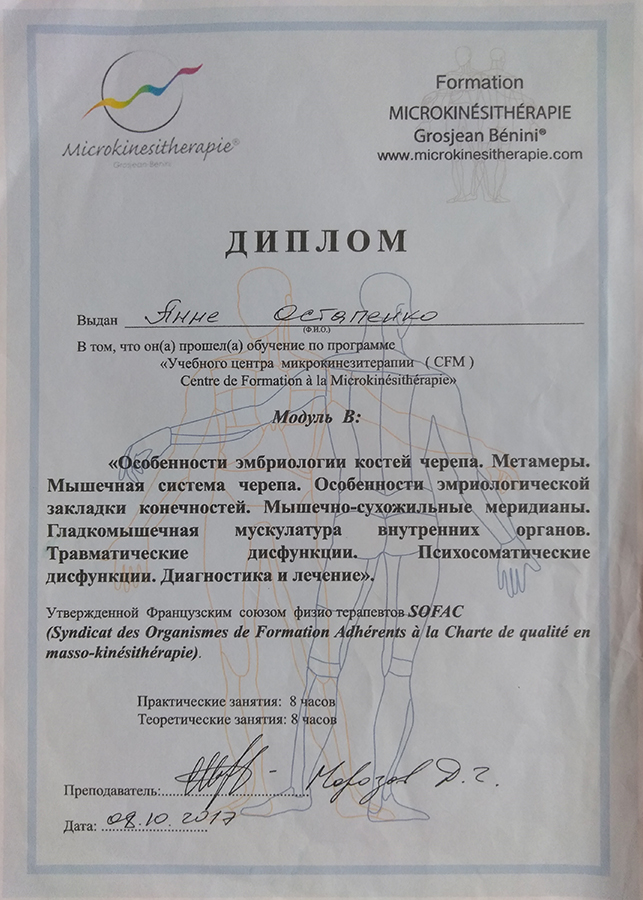 Microkinesitherapie®
Grosjean Bénini
Formation
MICROKINÉSITHÉRAPIE
Grosjean Bénini®
www.microkinesitherapie.com
ДИПЛОМ
Выдан Анне Остапенко
(Ф.И.О.)
В том, что он(а) прошел(а) обучение по программе
«Учебного центра микрокинезитерапии ( CFM )
Centre de Formation à la Microkinésithérapie»
Модуль В:
«Особенности эмбриологии костей черепа. Метамеры.
Мышечная система черепа. Особенности эмриологической
закладки конечностей. Мышечно-сухожильные меридианы.
Гладкомышечная мускулатура внутренних органов.
Травматические дисфункции. Психосоматические
дисфункции. Диагностика и лечение».
Утвержденной Французским союзом физио терапевтов SOFAC
(Syndicat des Organismes de Formation Adhérents à la Charte de qualité en
masso-kinésithérapie).
Практические занятия: 8 часов
Теоретические занятия: 8 часов
Преподаватель: Морозов Д. Г.
Дата: 08.10.2017